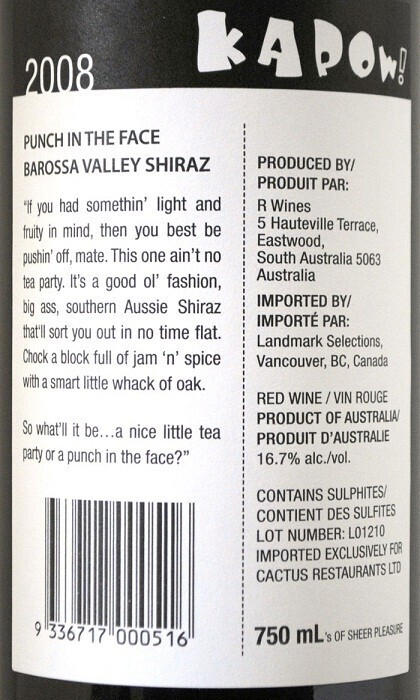 2008
KAPOW!
PUNCH IN THE FACE
BAROSSA VALLEY SHIRAZ
"If you had somethin' light and
fruity in mind, then you best be
pushin' off, mate. This one ain't no
tea party. It's a good ol' fashion,
big ass, southern Aussie Shiraz
that'll sort you out in no time flat.
Chock a block full of jam 'n' spice
with a smart little whack of oak.
So what'll it be...a nice little tea
party or a punch in the face?"
9 336717 000516
PRODUCED BY/
PRODUIT PAR:
R Wines
5 Hauteville Terrace,
Eastwood,
South Australia 5063
Australia
IMPORTED BY/
IMPORTÉ PAR:
Landmark Selections,
Vancouver, BC, Canada
RED WINE / VIN ROUGE
PRODUCT OF AUSTRALIA/
PRODUIT D'AUSTRALIE
16.7% alc./vol.
CONTAINS SULPHITES/
CONTIENT DES SULFITES
LOT NUMBER: L01210
IMPORTED EXCLUSIVELY FOR
CACTUS RESTAURANTS LTD
750 mL's OF SHEER PLEASURE